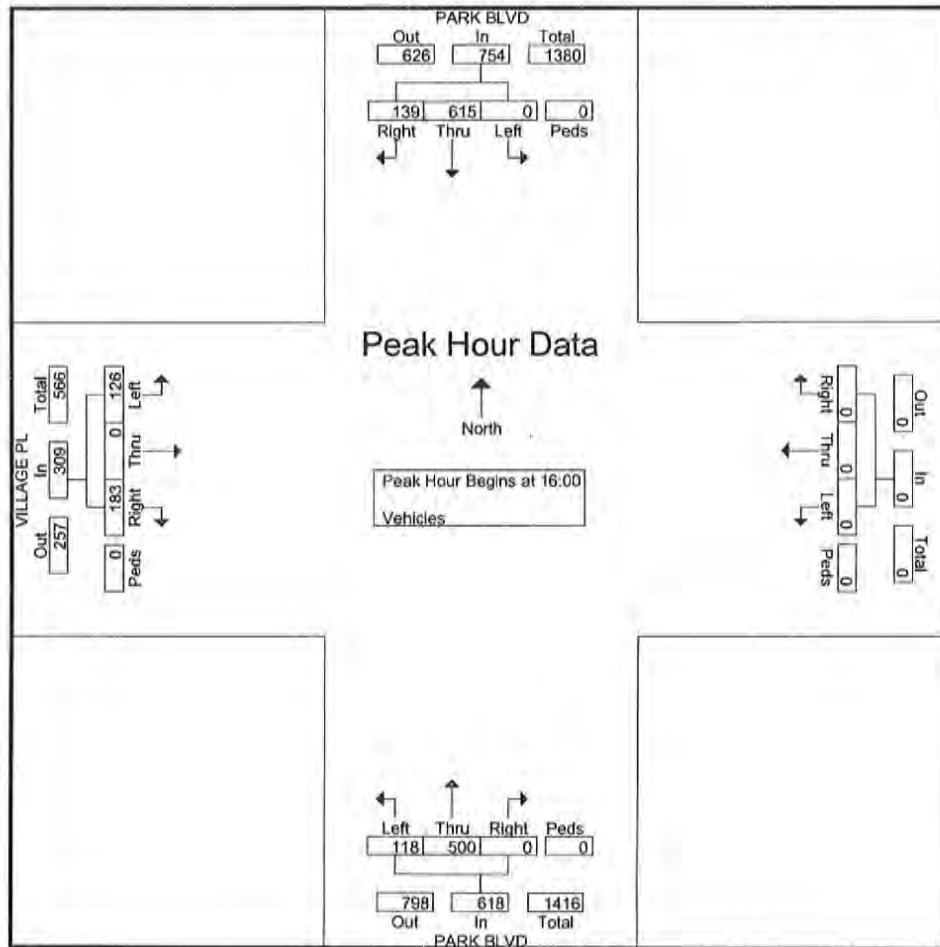 PARK BLVD
Out In Total
626 754 1380
139 615 0 0
Right Thru Left Peds
Peak Hour Data
North
Peak Hour Begins at 16:00
Vehicles
VILLAGE PL
Out In Total
257 309 566
126 0 183 0
Left Thru Right Peds
Out In Total
0 0 0
0 0 0 0
Right Thru Left Peds
Left Thru Right Peds
118 500 0 0
798 618 1416
Out In Total
PARK BLVD